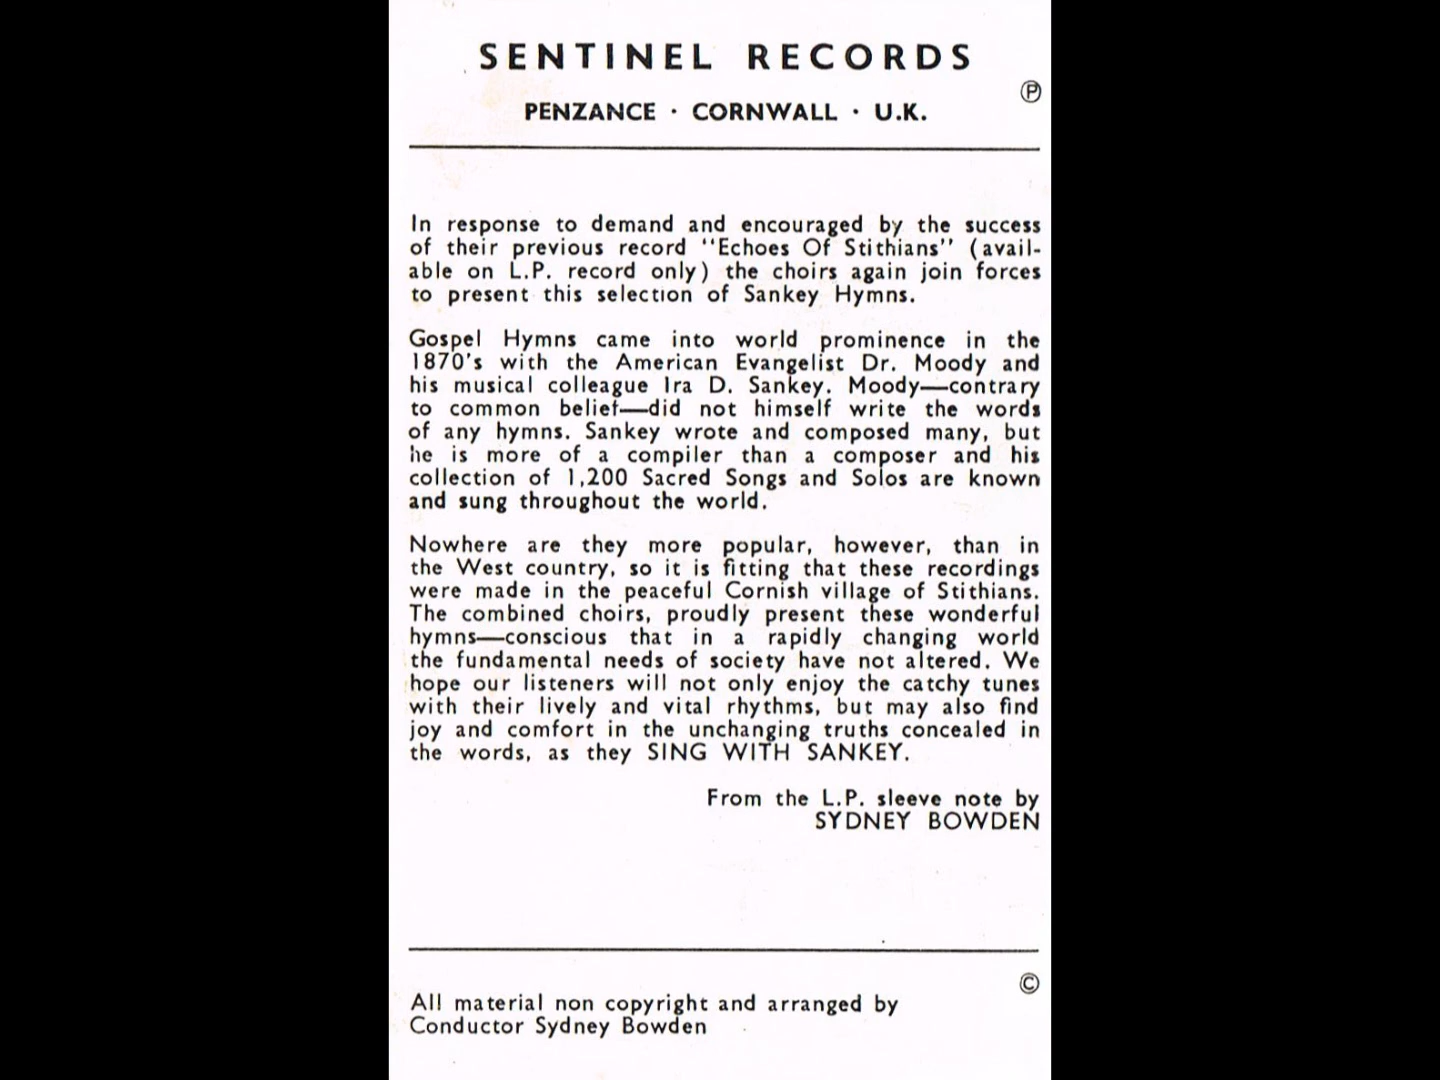 SENTINEL RECORDS
Ⓟ
PENZANCE · CORNWALL · U.K.
In response to demand and encouraged by the success
of their previous record "Echoes Of Stithians" (avail-
able on L.P. record only) the choirs again join forces
to present this selection of Sankey Hymns.
Gospel Hymns came into world prominence in the
1870's with the American Evangelist Dr. Moody and
his musical colleague Ira D. Sankey. Moody—contrary
to common belief—did not himself write the words
of any hymns. Sankey wrote and composed many, but
he is more of a compiler than a composer and his
collection of 1,200 Sacred Songs and Solos are known
and sung throughout the world.
Nowhere are they more popular, however, than in
the West country, so it is fitting that these recordings
were made in the peaceful Cornish village of Stithians.
The combined choirs, proudly present these wonderful
hymns—conscious that in a rapidly changing world
the fundamental needs of society have not altered. We
hope our listeners will not only enjoy the catchy tunes
with their lively and vital rhythms, but may also find
joy and comfort in the unchanging truths concealed in
the words, as they SING WITH SANKEY.
From the L.P. sleeve note by
SYDNEY BOWDEN
©
All material non copyright and arranged by
Conductor Sydney Bowden